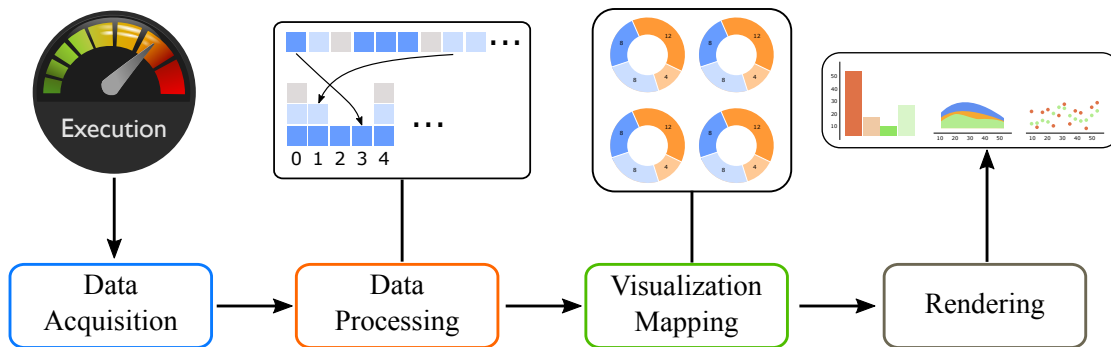 Execution
...
...
0 1 2 3 4
8 12 8 4
8 12 8 4
8 12 8 4
8 12 8 4
50
40
30
20
10
10 20 30 40 50
10 20 30 40 50
Data
Acquisition
Data
Processing
Visualization
Mapping
Rendering